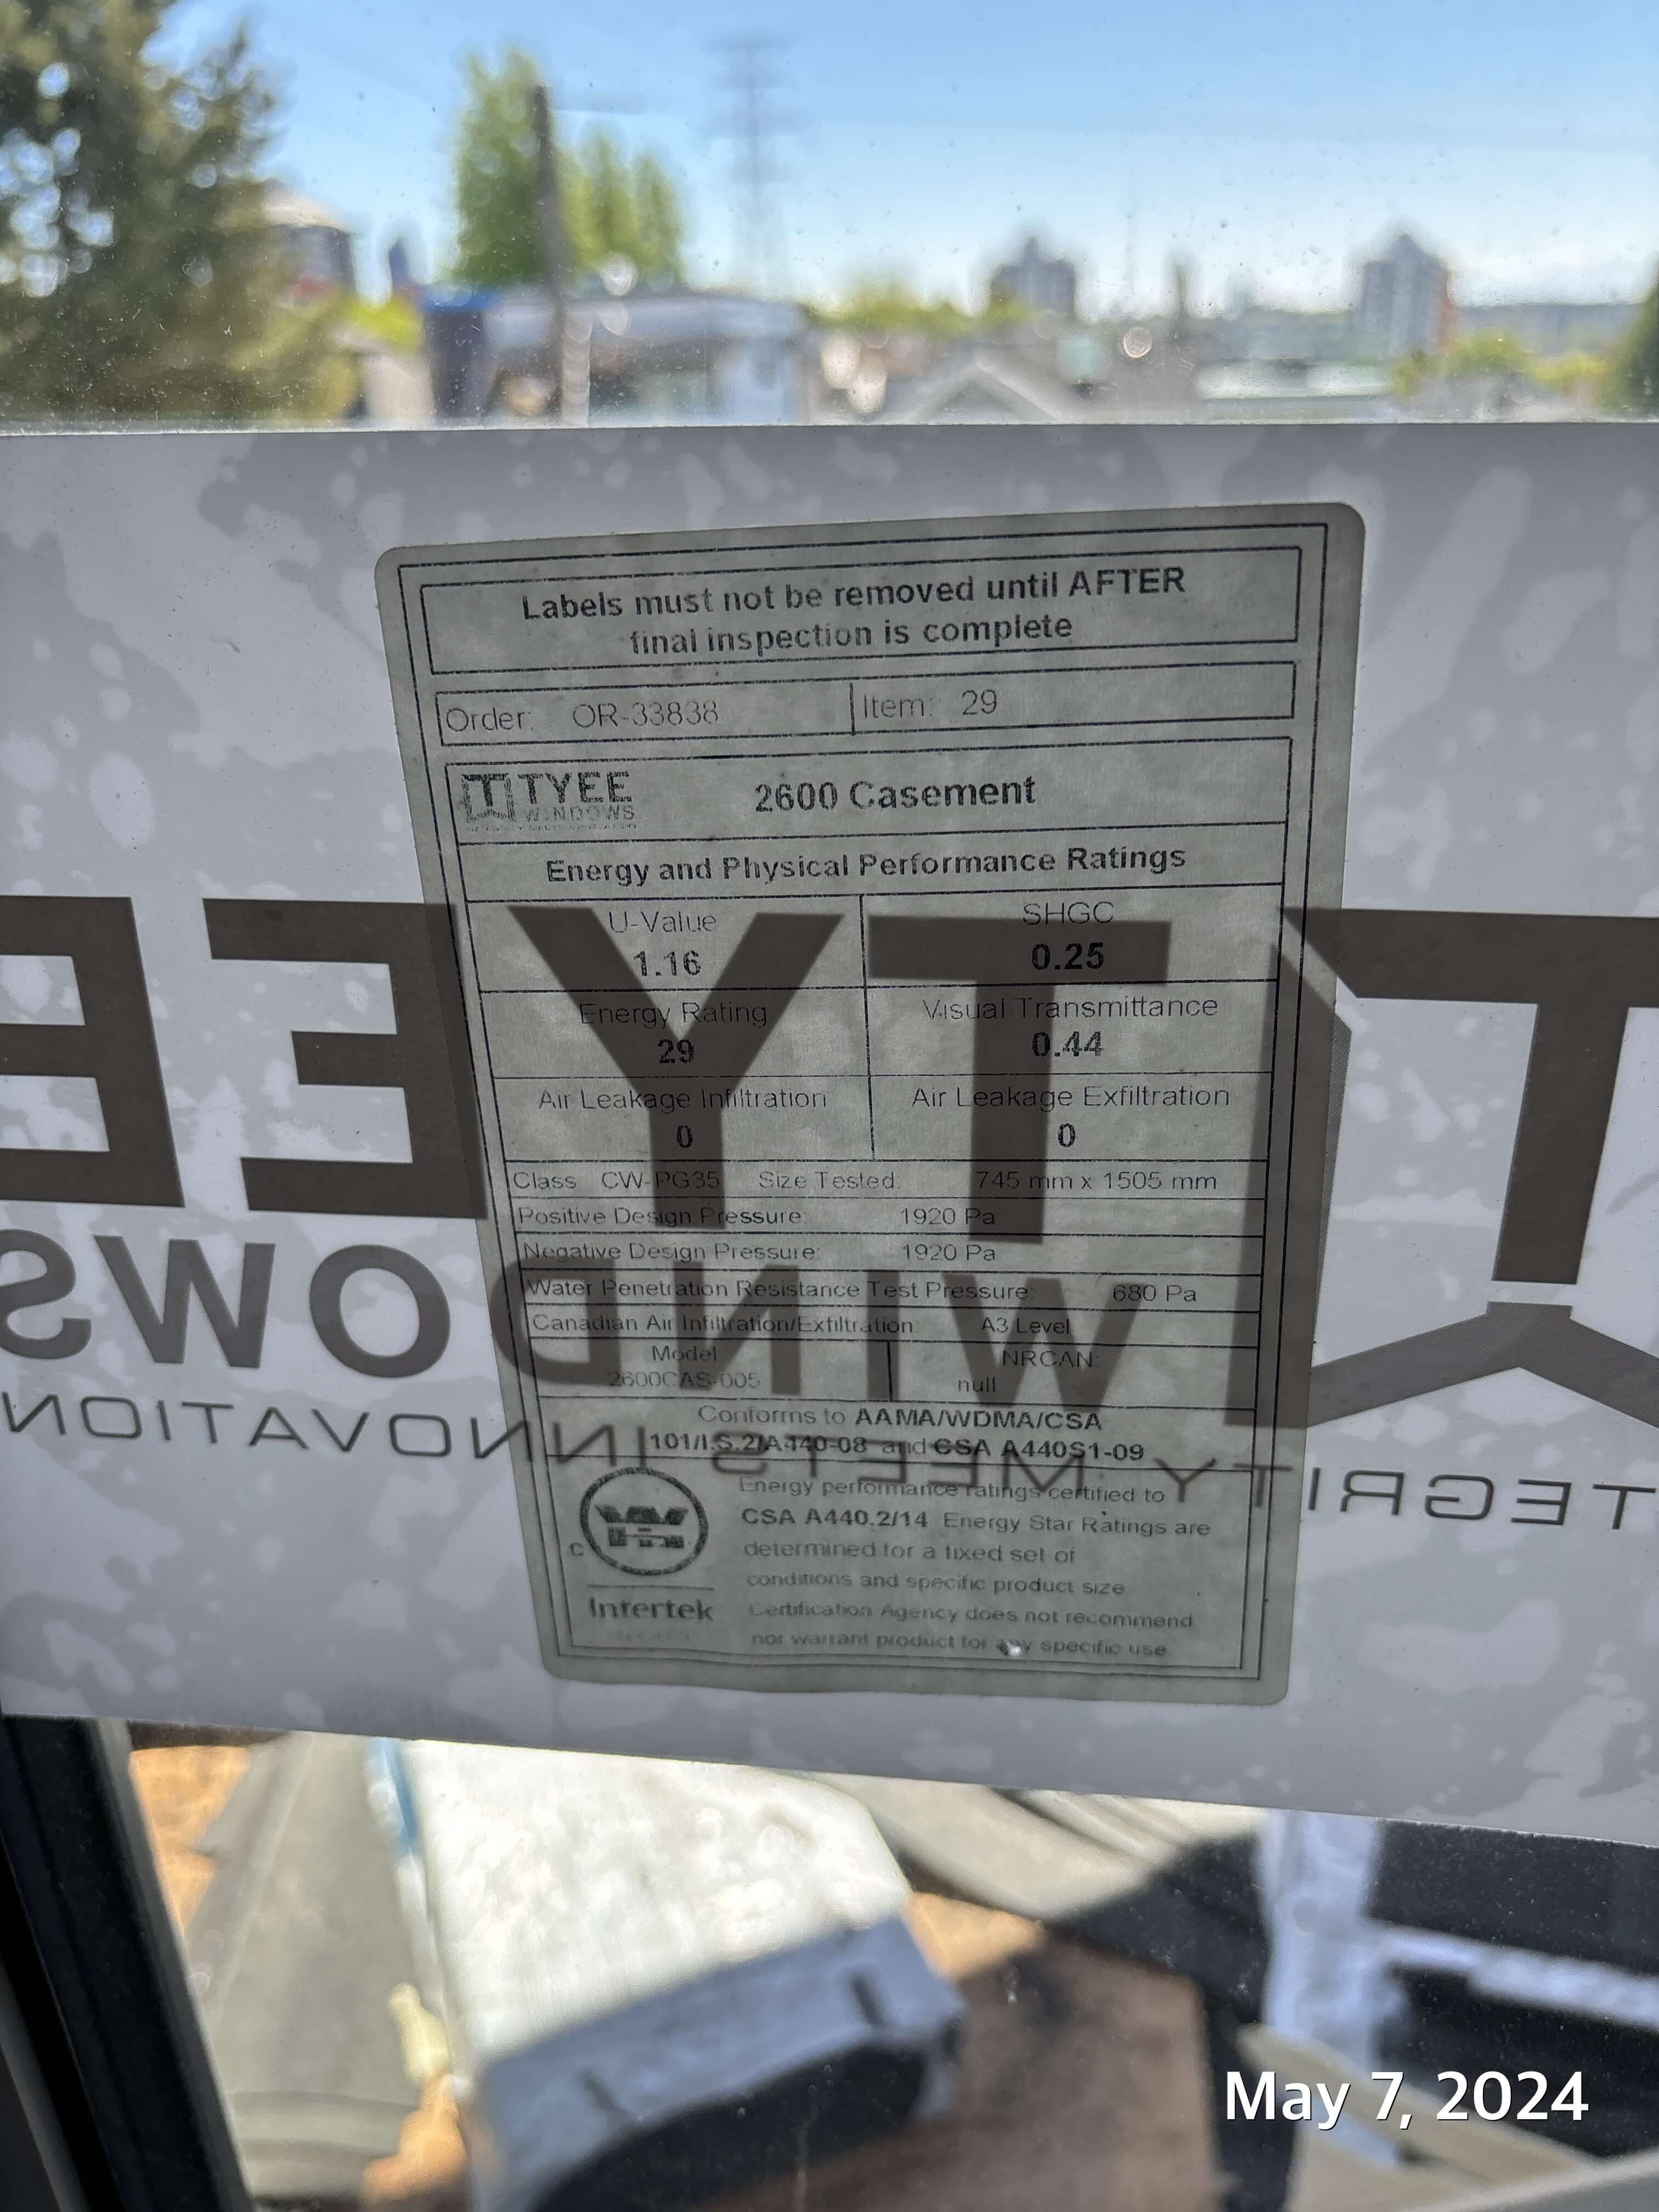 Labels must not be removed until AFTER
final inspection is complete
Order: OR-33838 Item: 29
TYEE
WINDOWS
2600 Casement
Energy and Physical Performance Ratings
U-Value SHGC
1.16 0.25
Energy Rating Visual Transmittance
29 0.44
Air Leakage Infiltration Air Leakage Exfiltration
0 0
Class CW-PG35 Size Tested: 745 mm x 1505 mm
Positive Design Pressure: 1920 Pa
Negative Design Pressure: 1920 Pa
Water Penetration Resistance Test Pressure: 680 Pa
Canadian Air Infiltration/Exfiltration: A3 Level
Model NRCAN:
2600CAS-005 null
Conforms to AAMA/WDMA/CSA
101/I.S.2/A440-08 and CSA A440S1-09
Energy performance ratings certified to
CSA A440.2/14 Energy Star Ratings are
determined for a fixed set of
conditions and specific product size
Certification Agency does not recommend
nor warrant product for any specific use
C
WH
Intertek
TYEE
WINDOWS
TEGRITY MEETS INNOVATION
May 7, 2024